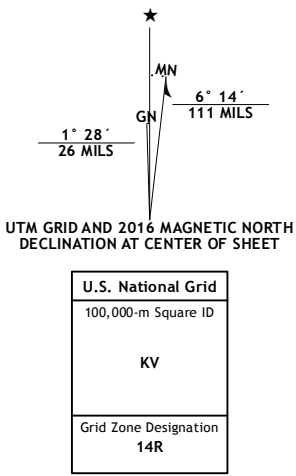 ★
MN
GN
6° 14´
111 MILS
1° 28´
26 MILS
UTM GRID AND 2016 MAGNETIC NORTH
DECLINATION AT CENTER OF SHEET
U.S. National Grid
100,000-m Square ID
KV
Grid Zone Designation
14R